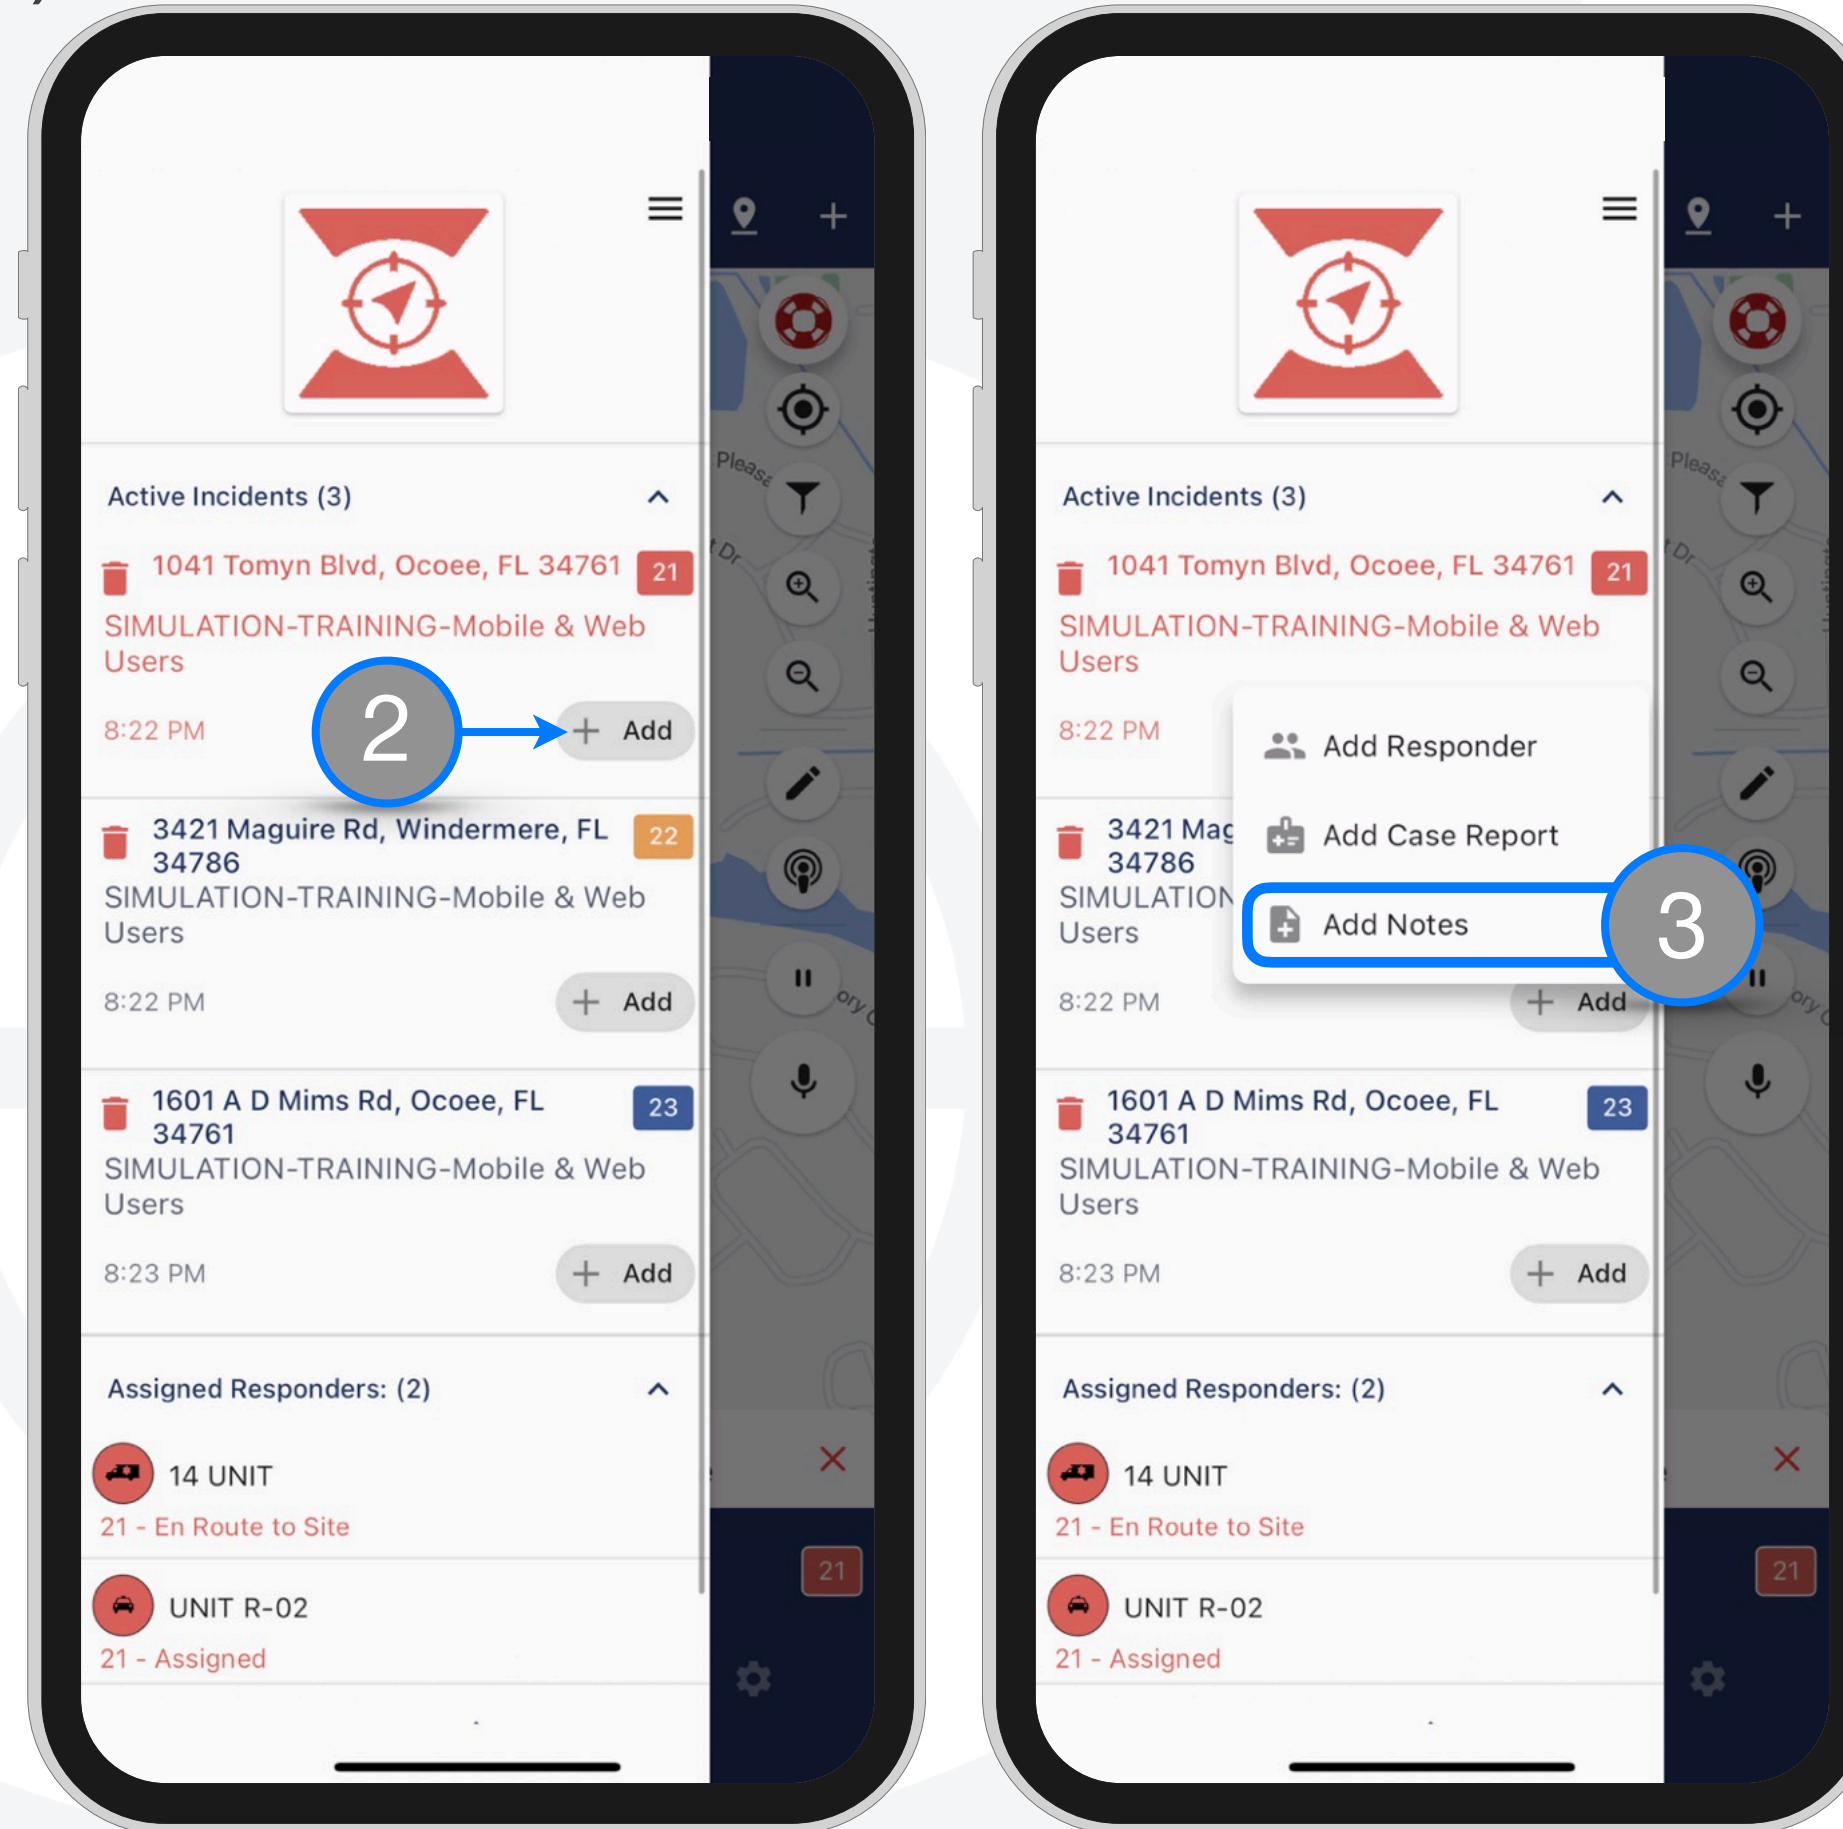 Active Incidents (3)
1041 Tomyn Blvd, Ocoee, FL 34761 21
SIMULATION-TRAINING-Mobile & Web
Users
8:22 PM 2 + Add
3421 Maguire Rd, Windermere, FL 22
34786
SIMULATION-TRAINING-Mobile & Web
Users
8:22 PM + Add
1601 A D Mims Rd, Ocoee, FL 23
34761
SIMULATION-TRAINING-Mobile & Web
Users
8:23 PM + Add
Assigned Responders: (2)
14 UNIT
21 - En Route to Site
UNIT R-02
21 - Assigned
t Dr
21
Active Incidents (3)
1041 Tomyn Blvd, Ocoee, FL 34761 21
SIMULATION-TRAINING-Mobile & Web
Users
8:22 PM
Add Responder
Add Case Report
Add Notes 3
3421 Mag
34786
SIMULATION
Users
8:22 PM + Add
1601 A D Mims Rd, Ocoee, FL 23
34761
SIMULATION-TRAINING-Mobile & Web
Users
8:23 PM + Add
Assigned Responders: (2)
14 UNIT
21 - En Route to Site
UNIT R-02
21 - Assigned
t Dr
21